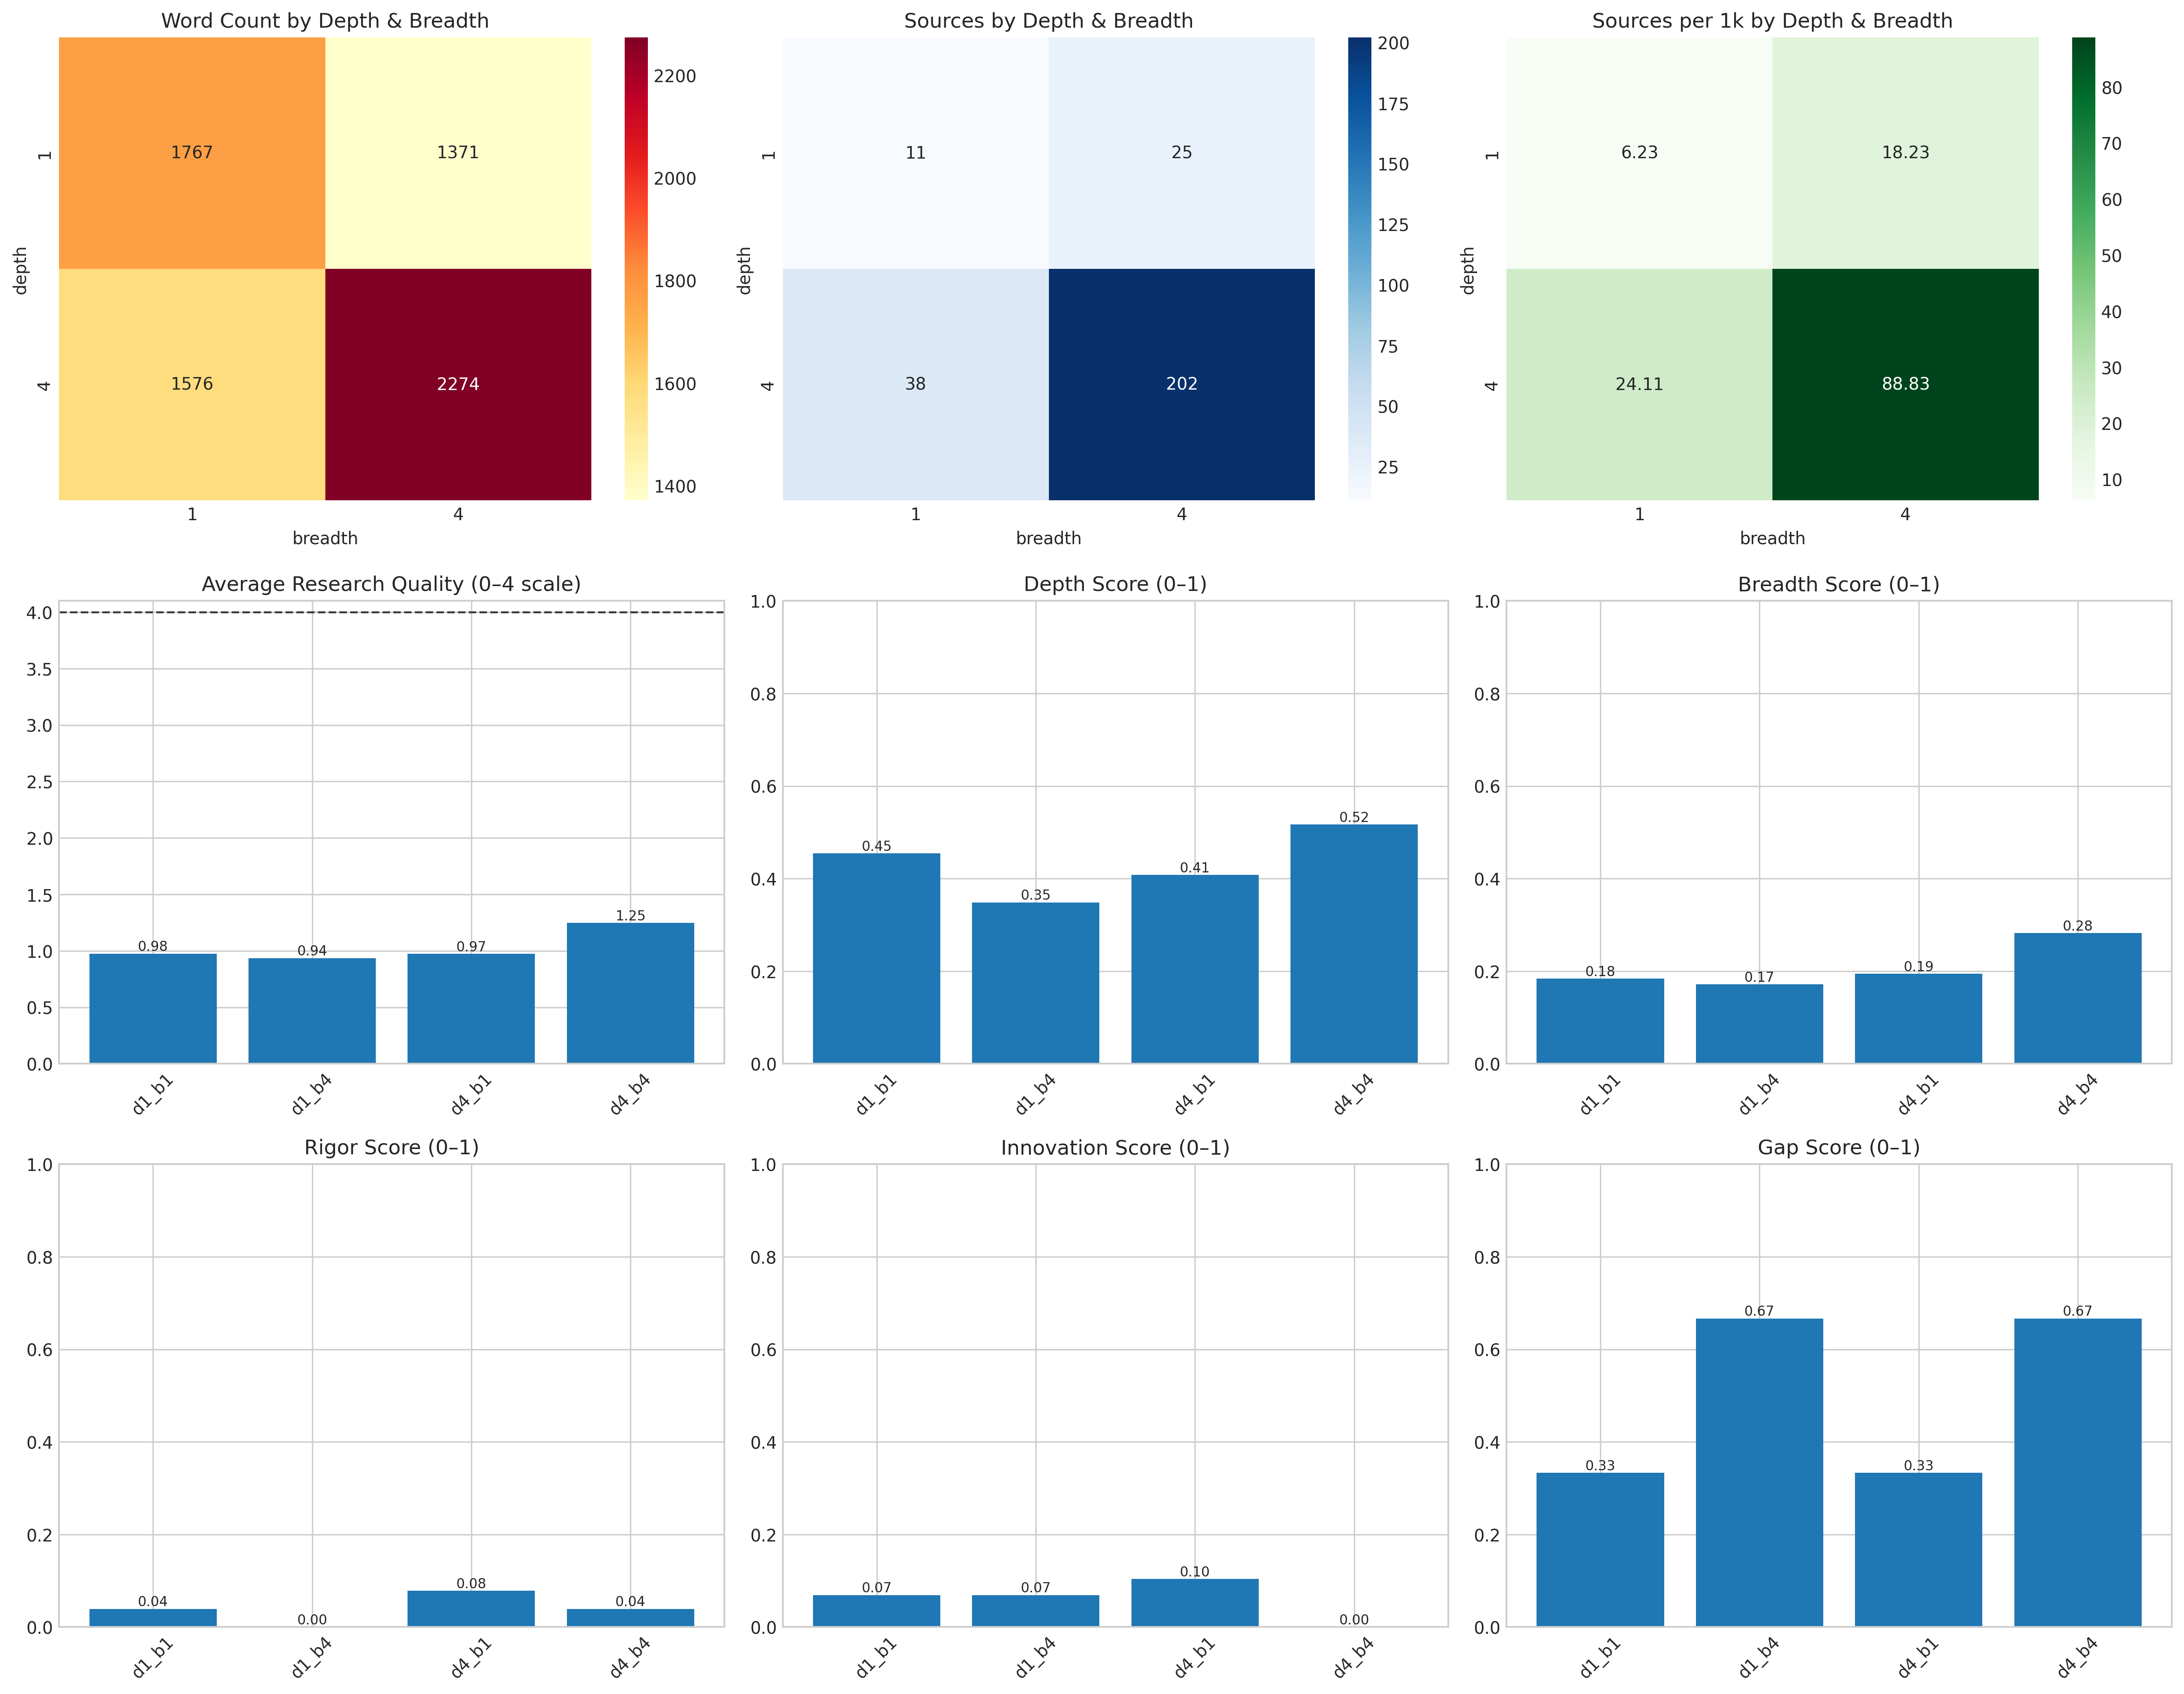 Word Count by Depth & Breadth
1767 1371
1576 2274
1
4
depth
1 4
breadth
2200
2000
1800
1600
1400
Sources by Depth & Breadth
11 25
38 202
1
4
depth
1 4
breadth
200
175
150
125
100
75
50
25
Sources per 1k by Depth & Breadth
6.23 18.23
24.11 88.83
1
4
depth
1 4
breadth
80
70
60
50
40
30
20
10
Average Research Quality (0–4 scale)
4.0
3.5
3.0
2.5
2.0
1.5
1.0
0.5
0.0
0.98 0.94 0.97 1.25
d1_b1 d1_b4 d4_b1 d4_b4
Depth Score (0–1)
1.0
0.8
0.6
0.4
0.2
0.0
0.45 0.35 0.41 0.52
d1_b1 d1_b4 d4_b1 d4_b4
Breadth Score (0–1)
1.0
0.8
0.6
0.4
0.2
0.0
0.18 0.17 0.19 0.28
d1_b1 d1_b4 d4_b1 d4_b4
Rigor Score (0–1)
1.0
0.8
0.6
0.4
0.2
0.0
0.04 0.00 0.08 0.04
d1_b1 d1_b4 d4_b1 d4_b4
Innovation Score (0–1)
1.0
0.8
0.6
0.4
0.2
0.0
0.07 0.07 0.10 0.00
d1_b1 d1_b4 d4_b1 d4_b4
Gap Score (0–1)
1.0
0.8
0.6
0.4
0.2
0.0
0.33 0.67 0.33 0.67
d1_b1 d1_b4 d4_b1 d4_b4